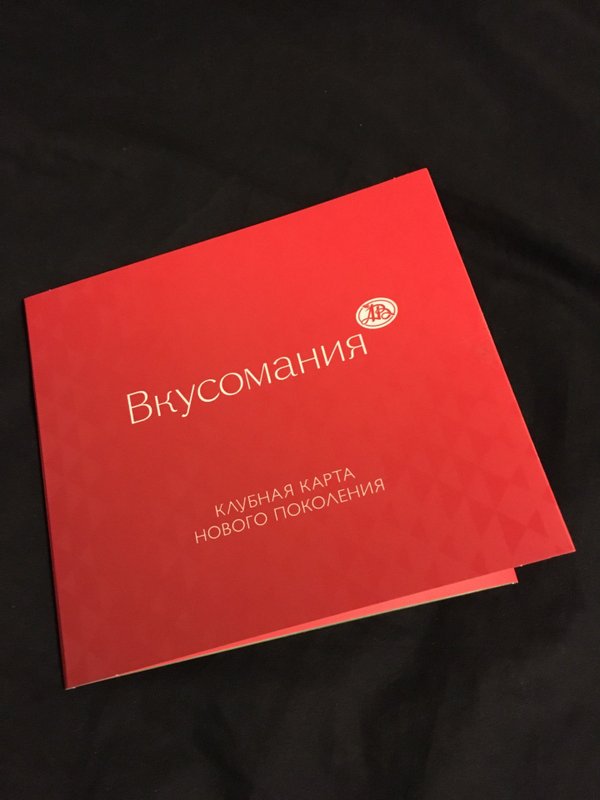 Вкусомания
КЛУБНАЯ КАРТА
НОВОГО ПОКОЛЕНИЯ